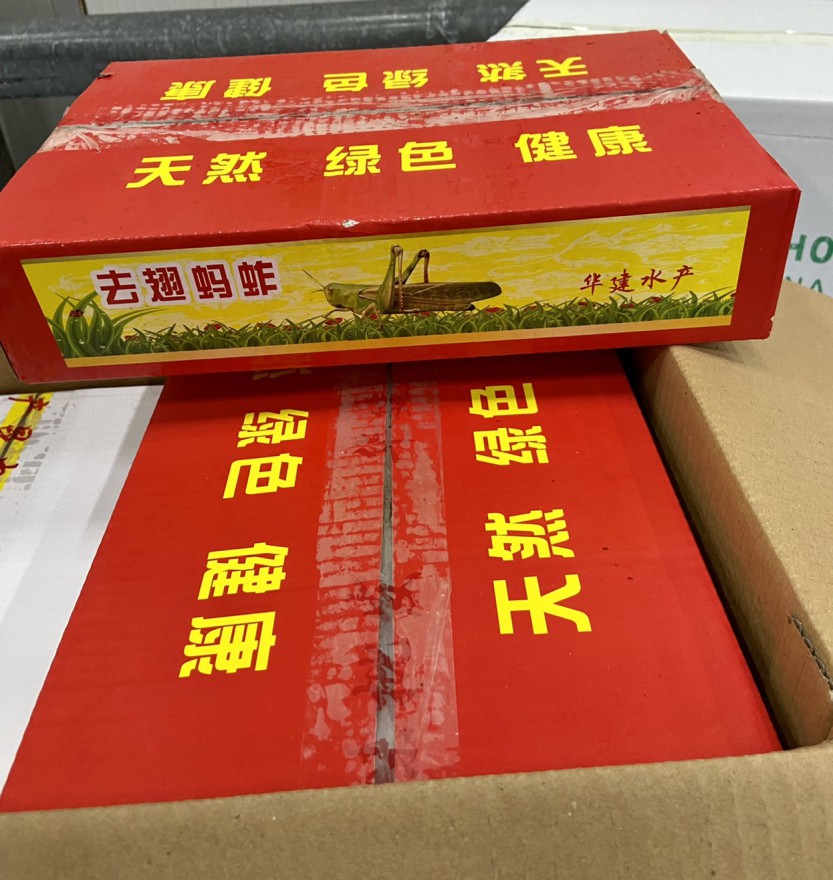 天然 绿色 健康
天然 绿色 健康
去翅蚂蚱
华建水产
绿色 健康
天然 绿色